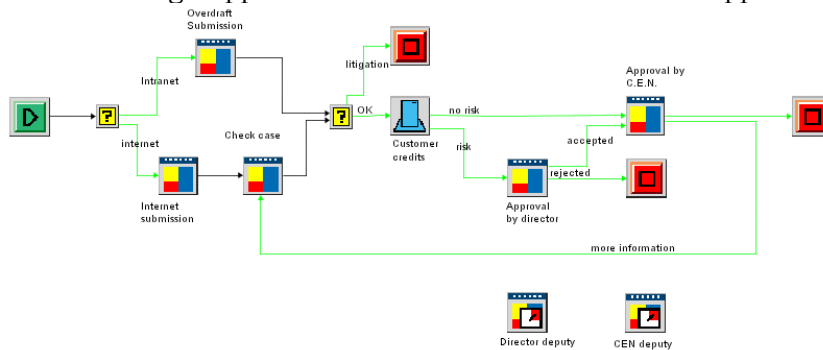 Overdraft
Submission
Intranet
litigation
Approval by
C.E.N.
OK
no risk
internet
Check case
Customer
credits
risk
accepted
rejected
Internet
submission
Approval
by director
more information
Director deputy
CEN deputy